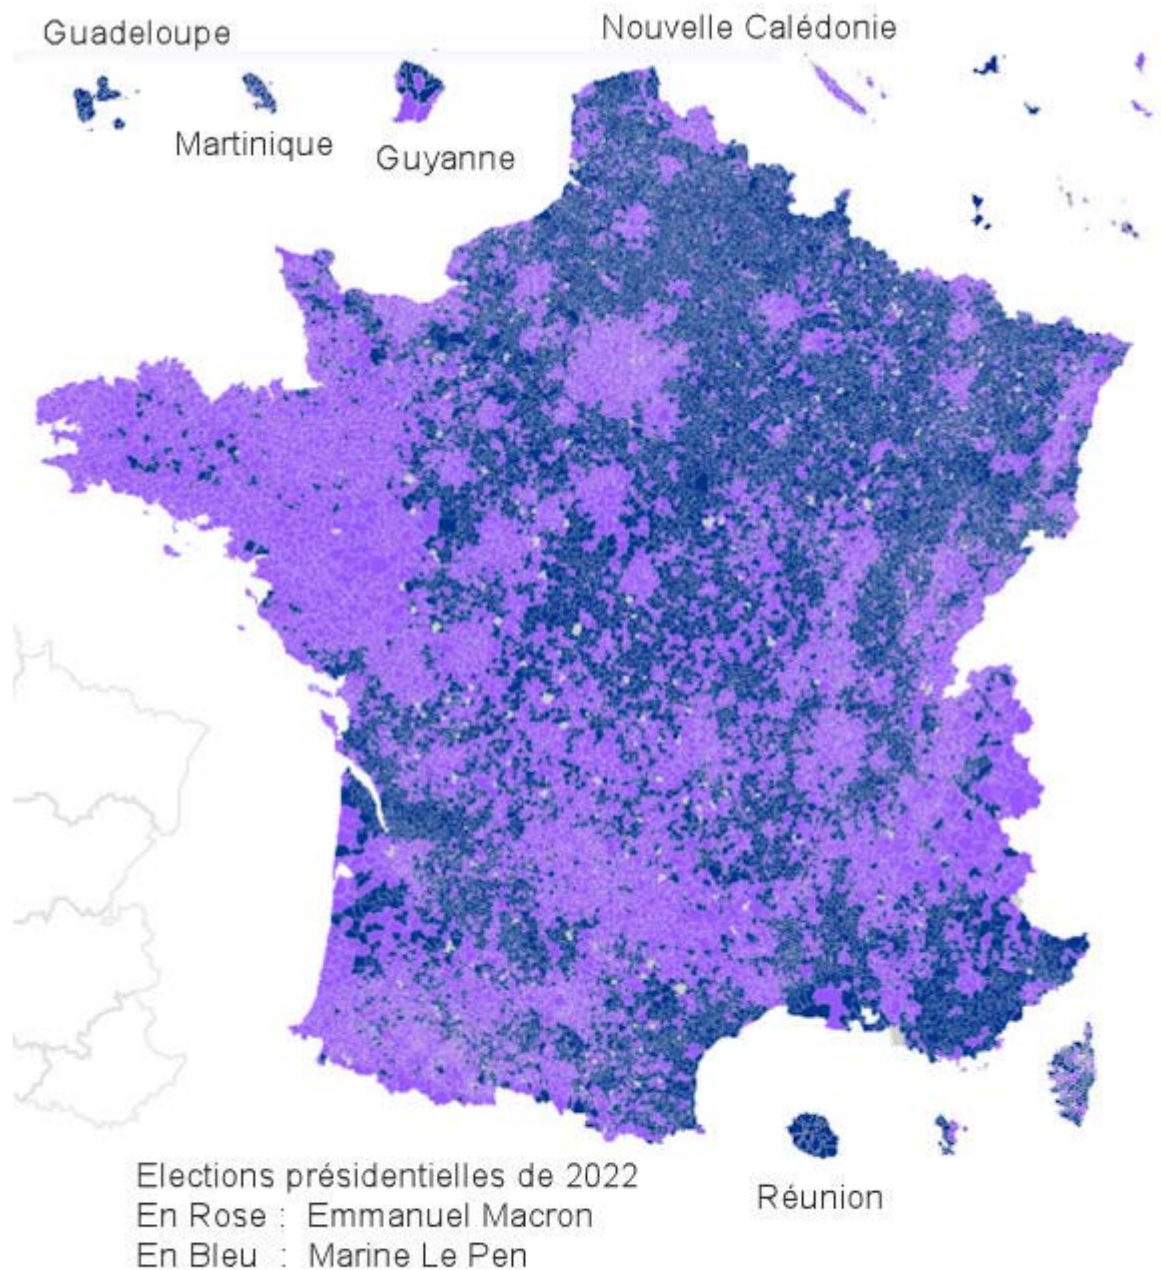 Guadeloupe
Nouvelle Calédonie
Martinique
Guyanne
Elections présidentielles de 2022
Réunion
En Rose : Emmanuel Macron
En Bleu : Marine Le Pen